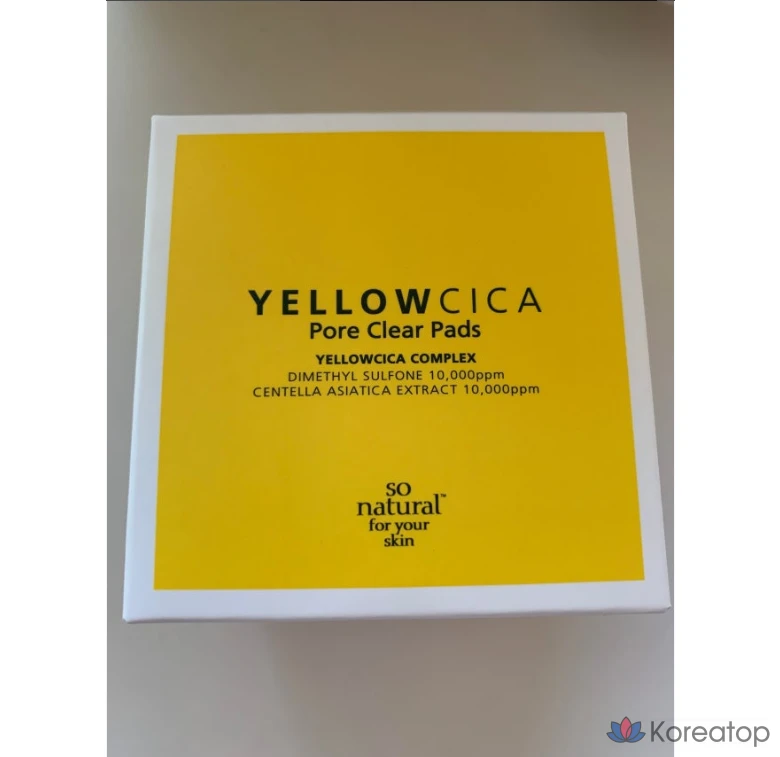 YELLOWCICA
Pore Clear Pads
YELLOWCICA COMPLEX
DIMETHYL SULFONE 10,000ppm
CENTELLA ASIATICA EXTRACT 10,000ppm
so
natural™
for your
skin
Koreatop